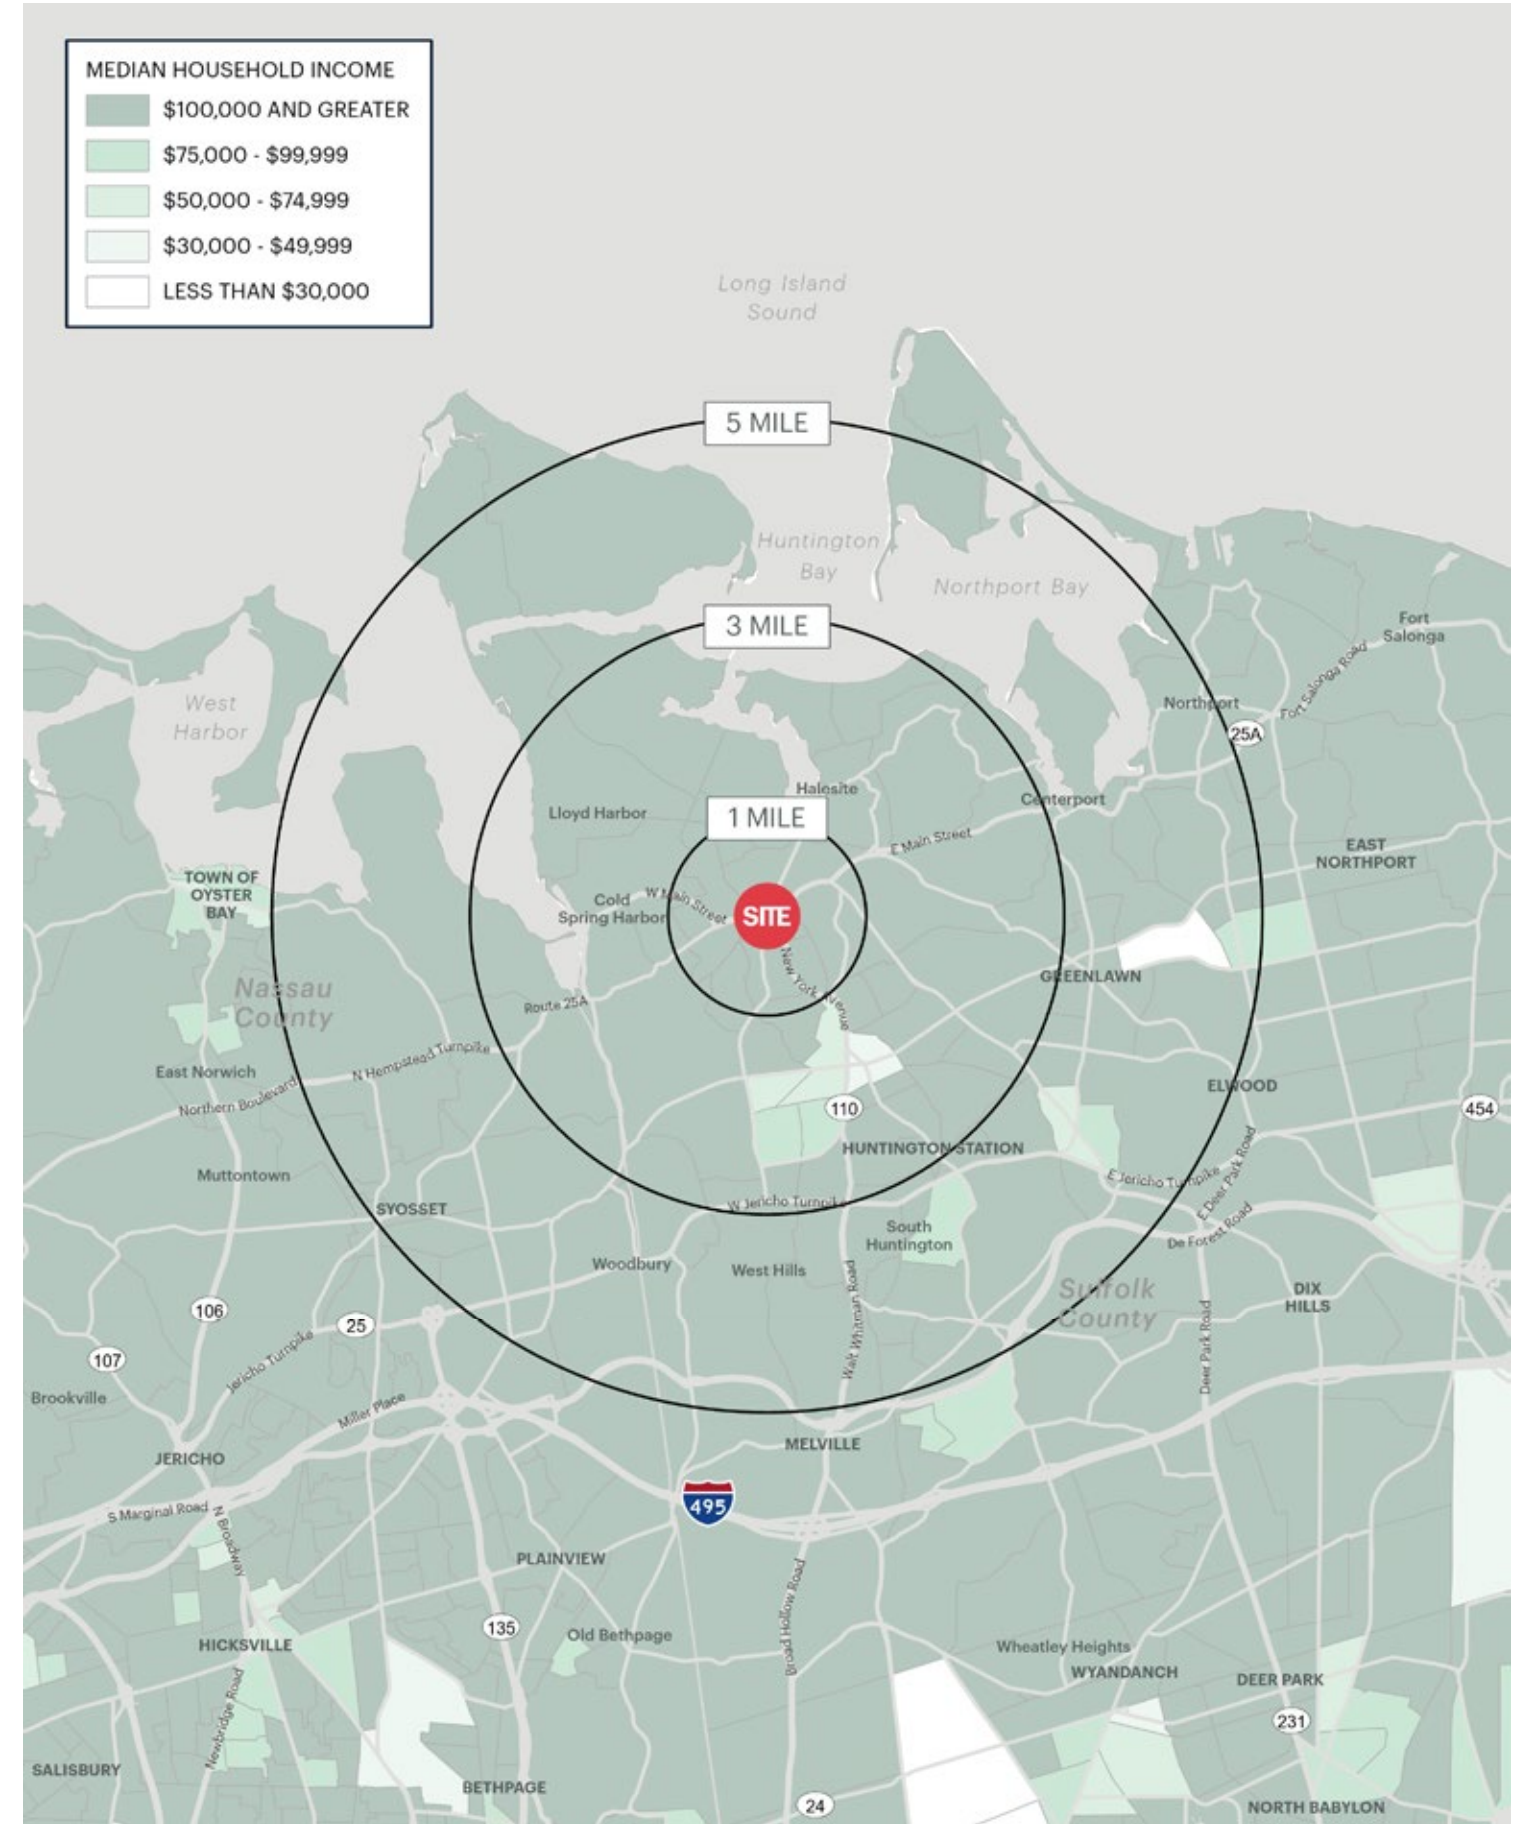 MEDIAN HOUSEHOLD INCOME
$100,000 AND GREATER
$75,000 - $99,999
$50,000 - $74,999
$30,000 - $49,999
LESS THAN $30,000
Long Island
Sound
5 MILE
Huntington
Bay
Northport Bay
3 MILE
Fort
Salonga
Fort Salonga Road
West
Harbor
Northport
25A
Halesite
Centerport
Lloyd Harbor
1 MILE
E Main Street
EAST
NORTHPORT
TOWN OF
OYSTER
BAY
Cold
Spring Harbor
W Main Street
SITE
New York Avenue
GREENLAWN
Nassau
County
Route 25A
N Hempstead Turnpike
East Norwich
Northern Boulevard
ELWOOD
110
454
HUNTINGTON STATION
Muttontown
E Jericho Turnpike
E Deer Park Road
SYOSSET
W Jericho Turnpike
South
Huntington
De Forest Road
Woodbury
West Hills
Suffolk
County
DIX
HILLS
106
25
Walt Whitman Road
Deer Park Road
107
Jericho Turnpike
Brookville
Miller Place
MELVILLE
JERICHO
495
S Marginal Road
N Broadway
PLAINVIEW
135
Old Bethpage
Broad Hollow Road
HICKSVILLE
Wheatley Heights
WYANDANCH
DEER PARK
Newbridge Road
231
SALISBURY
BETHPAGE
24
NORTH BABYLON